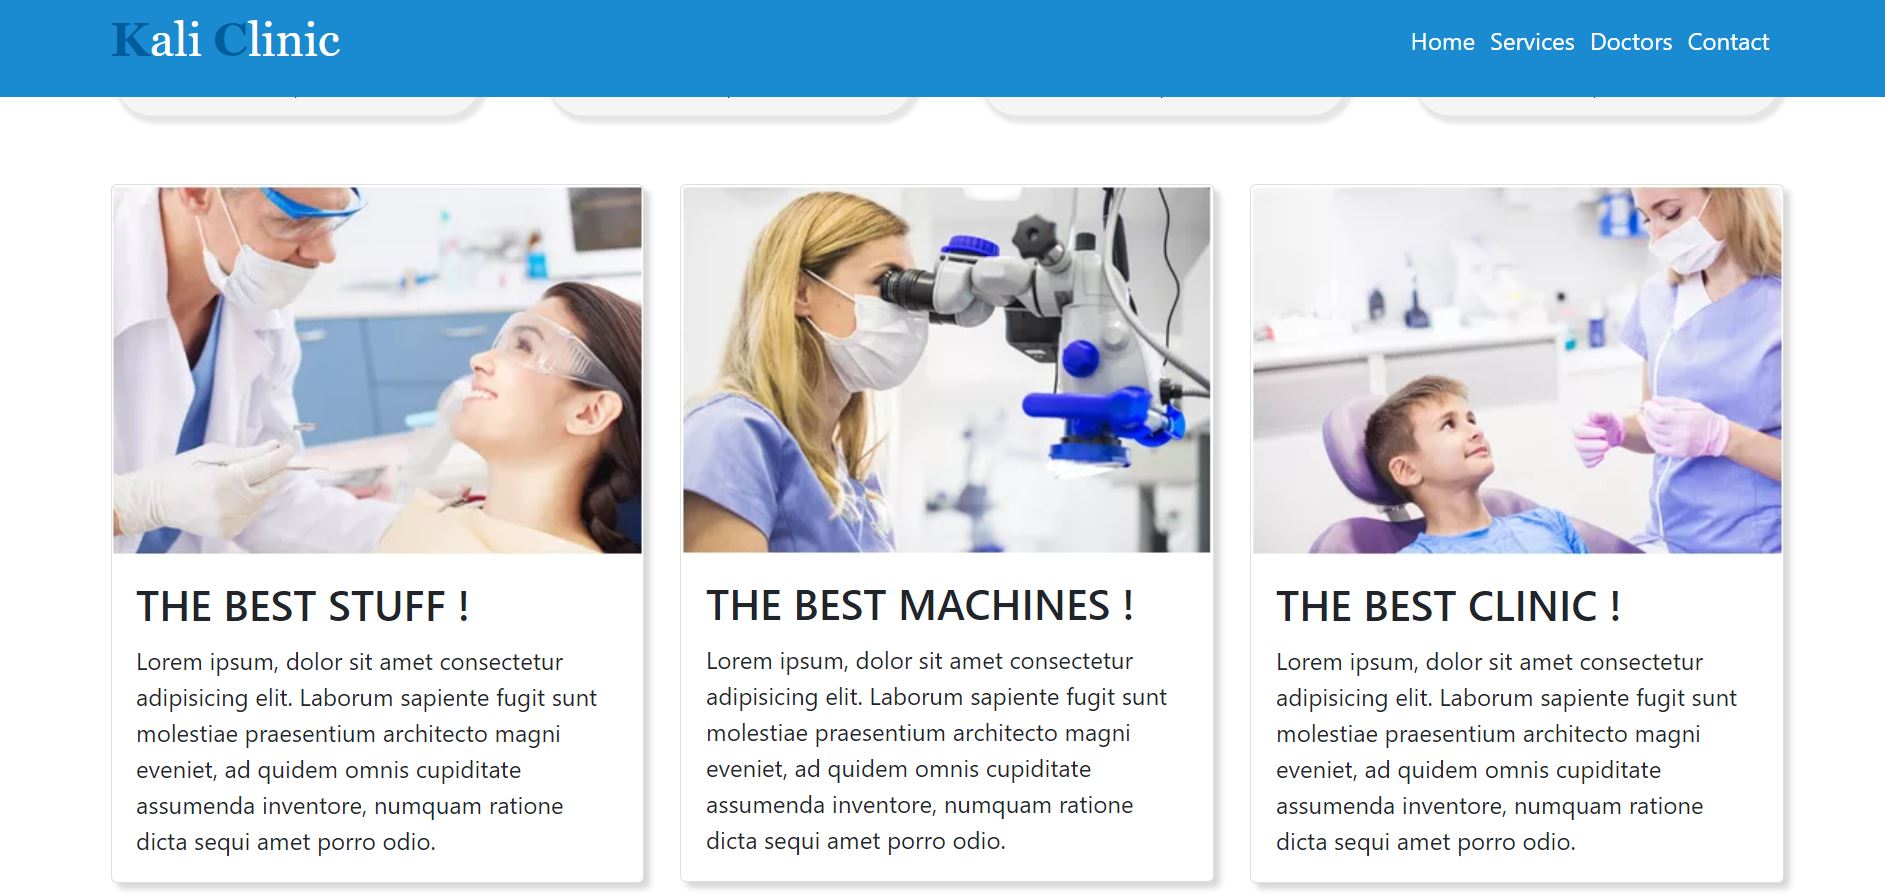 Kali Clinic
Home Services Doctors Contact
THE BEST STUFF !
Lorem ipsum, dolor sit amet consectetur
adipisicing elit. Laborum sapiente fugit sunt
molestiae praesentium architecto magni
eveniet, ad quidem omnis cupiditate
assumenda inventore, numquam ratione
dicta sequi amet porro odio.
THE BEST MACHINES !
Lorem ipsum, dolor sit amet consectetur
adipisicing elit. Laborum sapiente fugit sunt
molestiae praesentium architecto magni
eveniet, ad quidem omnis cupiditate
assumenda inventore, numquam ratione
dicta sequi amet porro odio.
THE BEST CLINIC !
Lorem ipsum, dolor sit amet consectetur
adipisicing elit. Laborum sapiente fugit sunt
molestiae praesentium architecto magni
eveniet, ad quidem omnis cupiditate
assumenda inventore, numquam ratione
dicta sequi amet porro odio.